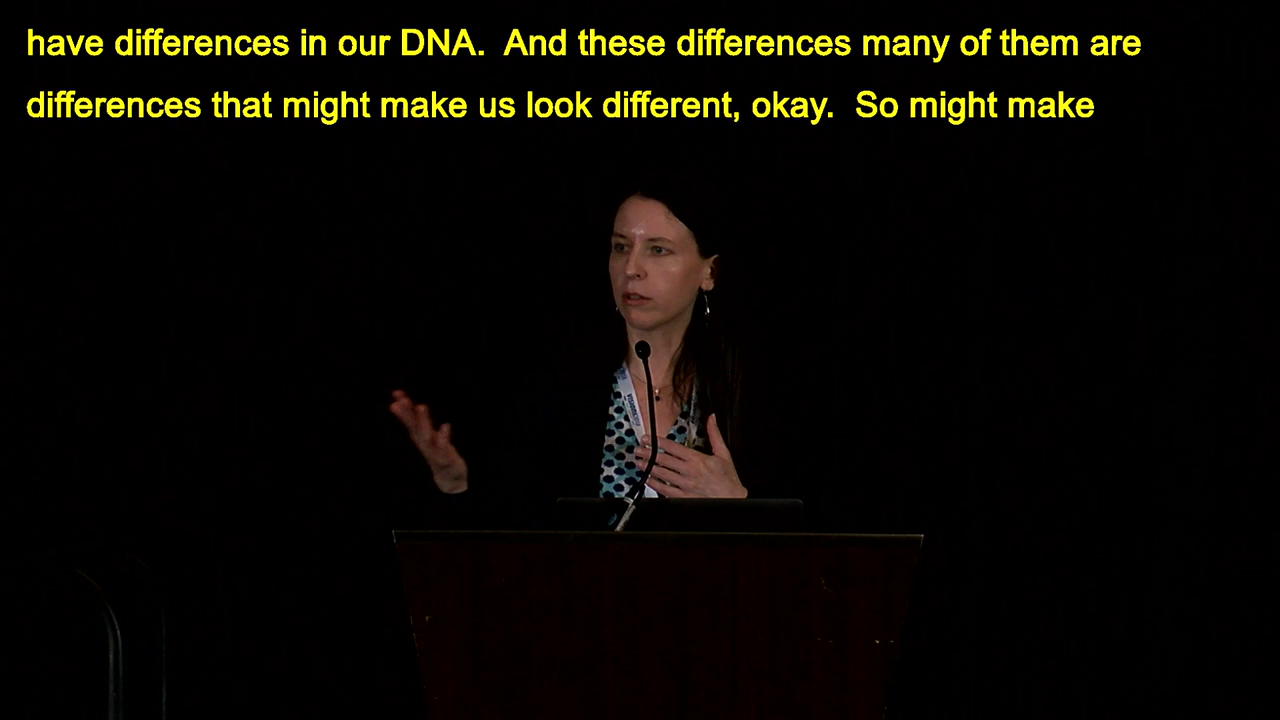 have differences in our DNA.  And these differences many of them are
differences that might make us look different, okay.  So might make